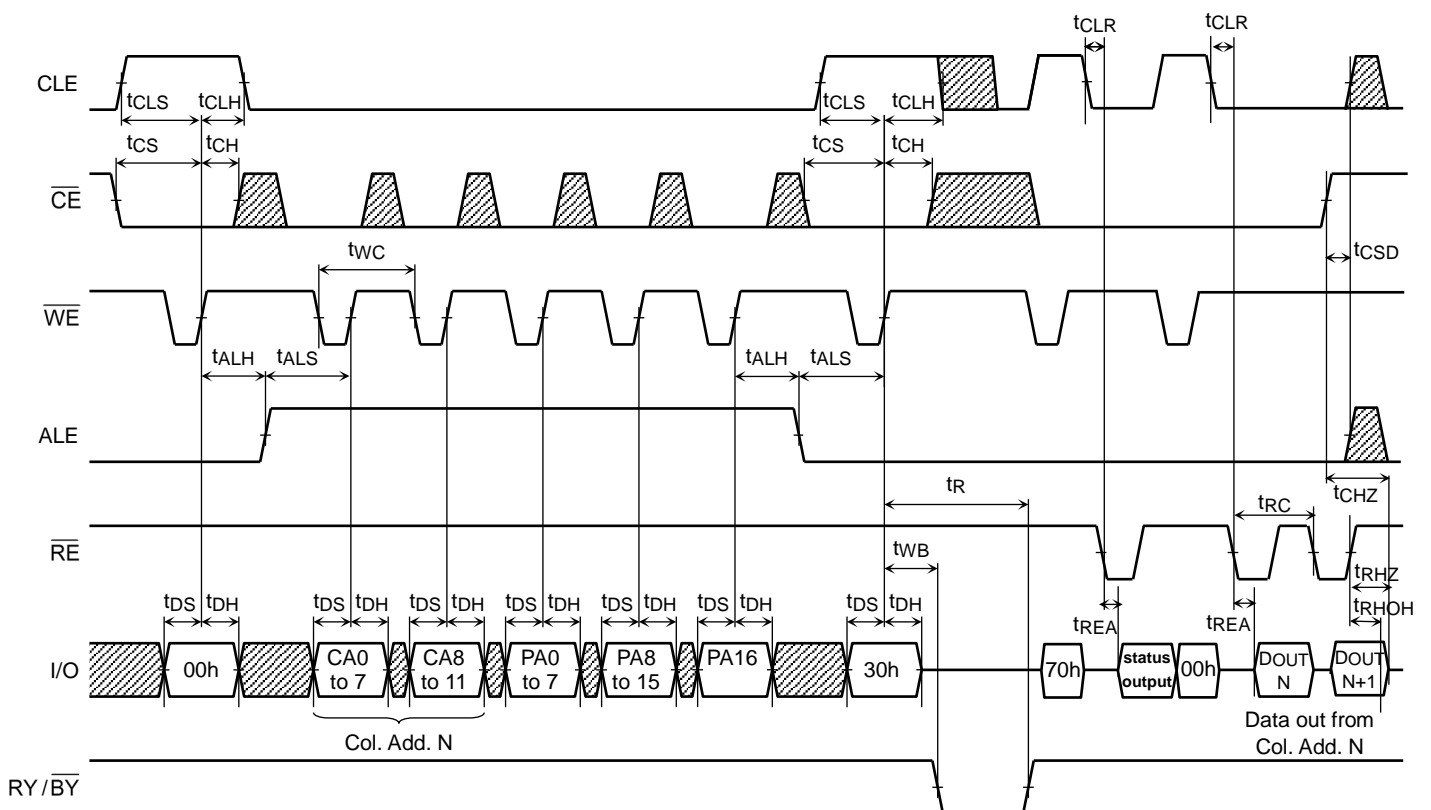 tCLR tCLR
CLE
tCLS tCLH tCLS tCLH
tCS tCH tCS tCH
CE
tWC
tCSD
WE
tALH tALS tALH tALS
ALE
tR
tCHZ
tRC
RE
tWB
tRHZ
tDS tDH tDS tDH tDS tDH tDS tDH tDS tDH tDS tDH tDS tDH
tRHOH
tREA tREA
I/O
00h
CA0
to 7
CA8
to 11
PA0
to 7
PA8
to 15
PA16
30h
70h
status
output
00h
DOUT
N
DOUT
N+1
Col. Add. N
Data out from
Col. Add. N
RY/BY